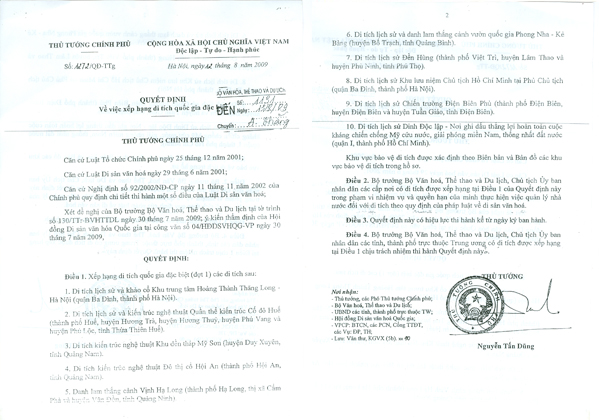 THỦ TƯỚNG CHÍNH PHỦ
CỘNG HÒA XÃ HỘI CHỦ NGHĨA VIỆT NAM
Độc lập - Tự do - Hạnh phúc
Số: 1272/QĐ-TTg
Hà Nội, ngày 12 tháng 8 năm 2009
QUYẾT ĐỊNH
Về việc xếp hạng di tích quốc gia đặc
BỘ VĂN HÓA, THỂ THAO VÀ DU LỊCH
ĐẾN
Số:
Ngày:
Chuyển:
THỦ TƯỚNG CHÍNH PHỦ
Căn cứ Luật Tổ chức Chính phủ ngày 25 tháng 12 năm 2001;
Căn cứ Luật Di sản văn hoá ngày 29 tháng 6 năm 2001;
Căn cứ Nghị định số 92/2002/NĐ-CP ngày 11 tháng 11 năm 2002 của
Chính phủ quy định chi tiết thi hành một số điều của Luật Di sản văn hoá;
Xét đề nghị của Bộ trưởng Bộ Văn hoá, Thể thao và Du lịch tại tờ trình
số 130/TTr-BVHTTDL ngày 30 tháng 7 năm 2009; ý kiến thẩm định của Hội
đồng Di sản văn hóa Quốc gia tại công văn số 04/HĐDSVHQG-VP ngày 20
tháng 7 năm 2009,
QUYẾT ĐỊNH:
Điều 1. Xếp hạng di tích quốc gia đặc biệt (đợt 1) các di tích sau:
1. Di tích lịch sử và khảo cổ Khu trung tâm Hoàng Thành Thăng Long -
Hà Nội (quận Ba Đình, thành phố Hà Nội).
2. Di tích lịch sử và kiến trúc nghệ thuật Quần thể kiến trúc Cố đô Huế
(thành phố Huế, huyện Hương Trà, huyện Hương Thuỷ, huyện Phú Vang và
huyện Phú Lộc, tỉnh Thừa Thiên Huế).
3. Di tích kiến trúc nghệ thuật Khu đền tháp Mỹ Sơn (huyện Duy Xuyên,
tỉnh Quảng Nam).
4. Di tích kiến trúc nghệ thuật Đô thị cổ Hội An (thành phố Hội An,
tỉnh Quảng Nam).
5. Danh lam thắng cảnh Vịnh Hạ Long (thành phố Hạ Long, thị xã Cẩm
Phả và huyện Vân Đồn, tỉnh Quảng Ninh)
2
6. Di tích lịch sử và danh lam thắng cảnh vườn quốc gia Phong Nha - Kẻ
Bàng (huyện Bố Trạch, tỉnh Quảng Bình).
7. Di tích lịch sử Đền Hùng (thành phố Việt Trì, huyện Lâm Thao và
huyện Phù Ninh, tỉnh Phú Thọ).
8. Di tích lịch sử Khu lưu niệm Chủ tịch Hồ Chí Minh tại Phủ Chủ tịch
(quận Ba Đình, thành phố Hà Nội).
9. Di tích lịch sử Chiến trường Điện Biên Phủ (thành phố Điện Biên,
huyện Điện Biên và huyện Tuần Giáo, tỉnh Điện Biên).
10. Di tích lịch sử Dinh Độc lập - Nơi ghi dấu thắng lợi hoàn toàn cuộc
kháng chiến chống Mỹ cứu nước, giải phóng miền Nam, thống nhất đất nước
(quận I, thành phố Hồ Chí Minh).
Khu vực bảo vệ di tích được xác định theo Biên bản và Bản đồ các khu
vực bảo vệ di tích trong hồ sơ.
Điều 2. Bộ trưởng Bộ Văn hoá, Thể thao và Du lịch, Chủ tịch Uỷ ban
nhân dân các cấp nơi có di tích được xếp hạng tại Điều 1 của Quyết định này
trong phạm vi nhiệm vụ và quyền hạn của mình thực hiện việc quản lý nhà
nước đối với di tích theo quy định của pháp luật về di sản văn hoá.
Điều 3. Quyết định này có hiệu lực thi hành kể từ ngày ký ban hành.
Điều 4. Bộ trưởng Bộ Văn hoá, Thể thao và Du lịch, Chủ tịch Uỷ ban
nhân dân các tỉnh, thành phố trực thuộc Trung ương có di tích được xếp hạng
tại Điều 1 chịu trách nhiệm thi hành Quyết định này./.
THỦ TƯỚNG
Nơi nhận:
- Thủ tướng, các Phó Thủ tướng Chính phủ;
- Bộ Văn hoá, Thể thao và Du lịch;
- UBND các tỉnh, thành phố trực thuộc TW;
- Hội đồng Di sản văn hoá Quốc gia;
- VPCP: BTCN, các PCN, Cổng TTĐT,
các Vụ: ĐP, TH;
- Lưu: Văn thư, KGVX (5b).
Nguyễn Tấn Dũng